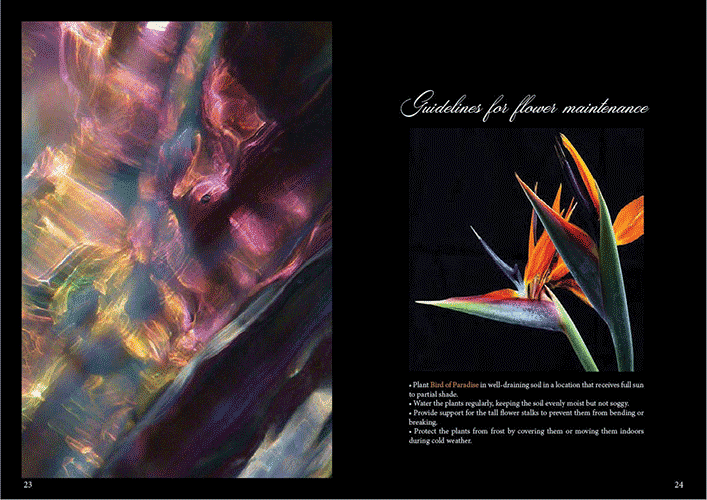 Guidelines for flower maintenance
• Plant Bird of Paradise in well-draining soil in a location that receives full sun
to partial shade.
• Water the plants regularly, keeping the soil evenly moist but not soggy.
• Provide support for the tall flower stalks to prevent them from bending or
breaking.
• Protect the plants from frost by covering them or moving them indoors
during cold weather.
23
24